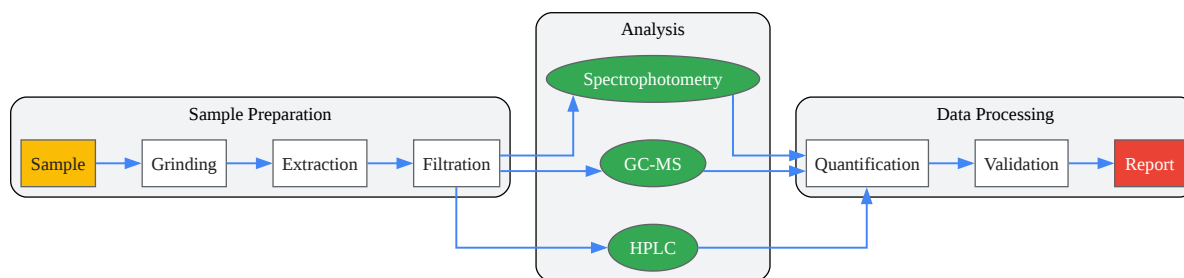 Sample Preparation
Sample
Grinding
Extraction
Filtration
Analysis
Spectrophotometry
GC-MS
HPLC
Data Processing
Quantification
Validation
Report